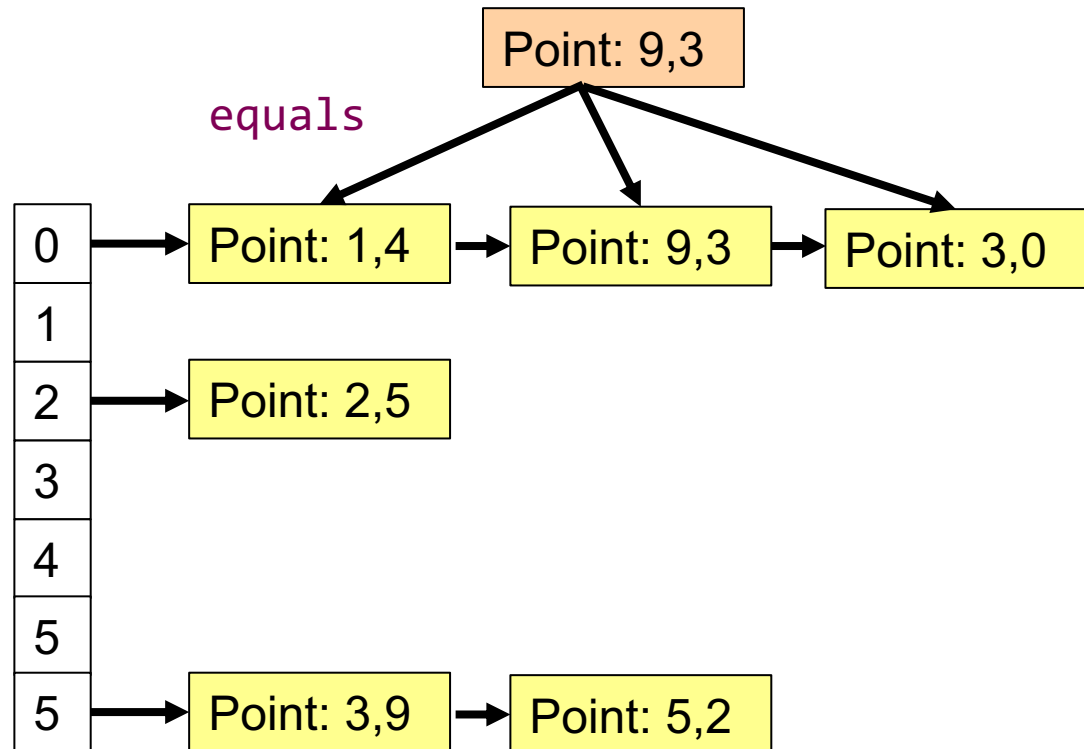 Point: 9,3
equals
0 Point: 1,4 Point: 9,3 Point: 3,0
1
2 Point: 2,5
3
4
5
5 Point: 3,9 Point: 5,2